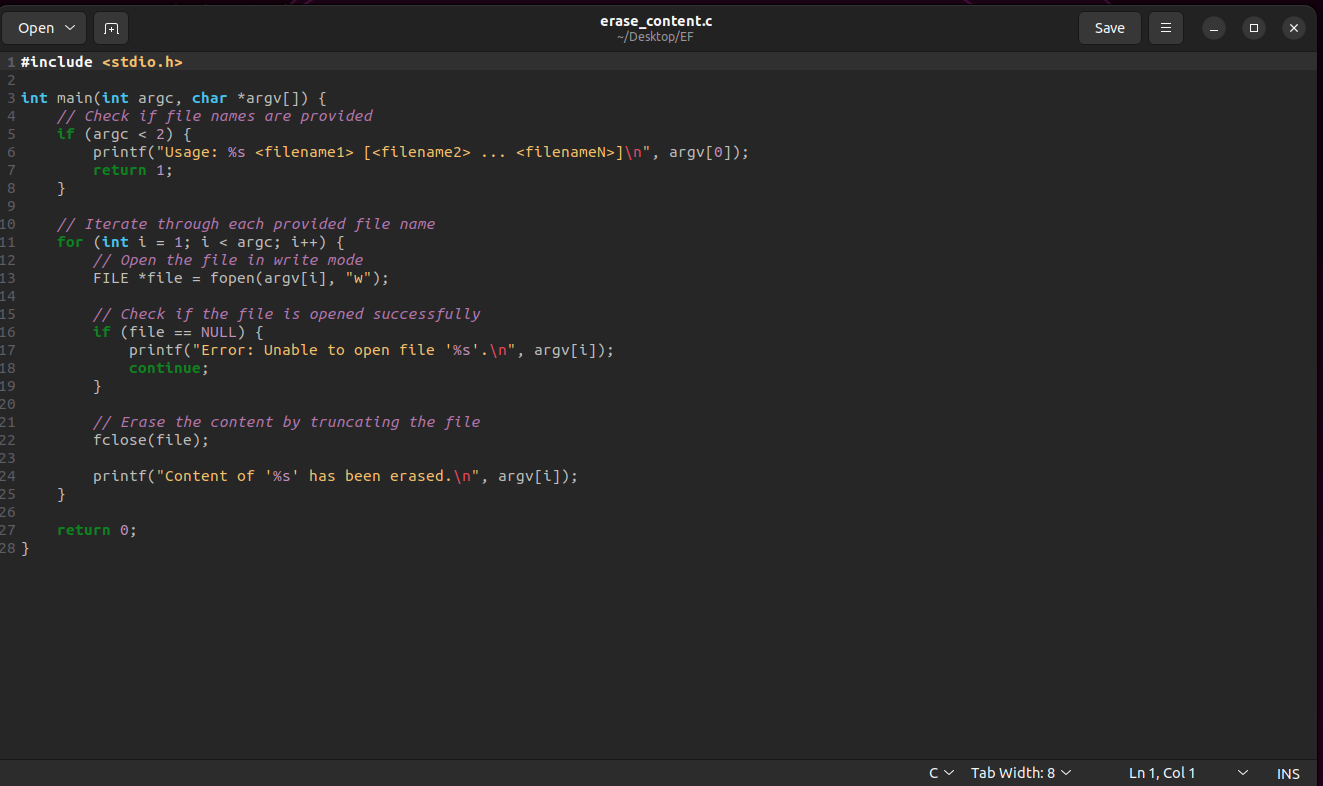 Open
erase_content.c
~/Desktop/EF
Save
1 #include <stdio.h>
2
3 int main(int argc, char *argv[]) {
4     // Check if file names are provided
5     if (argc < 2) {
6         printf("Usage: %s <filename1> [<filename2> ... <filenameN>]\n", argv[0]);
7         return 1;
8     }
9
10     // Iterate through each provided file name
11     for (int i = 1; i < argc; i++) {
12         // Open the file in write mode
13         FILE *file = fopen(argv[i], "w");
14
15         // Check if the file is opened successfully
16         if (file == NULL) {
17             printf("Error: Unable to open file '%s'.\n", argv[i]);
18             continue;
19         }
20
21         // Erase the content by truncating the file
22         fclose(file);
23
24         printf("Content of '%s' has been erased.\n", argv[i]);
25     }
26
27     return 0;
28 }
C Tab Width: 8 Ln 1, Col 1 INS